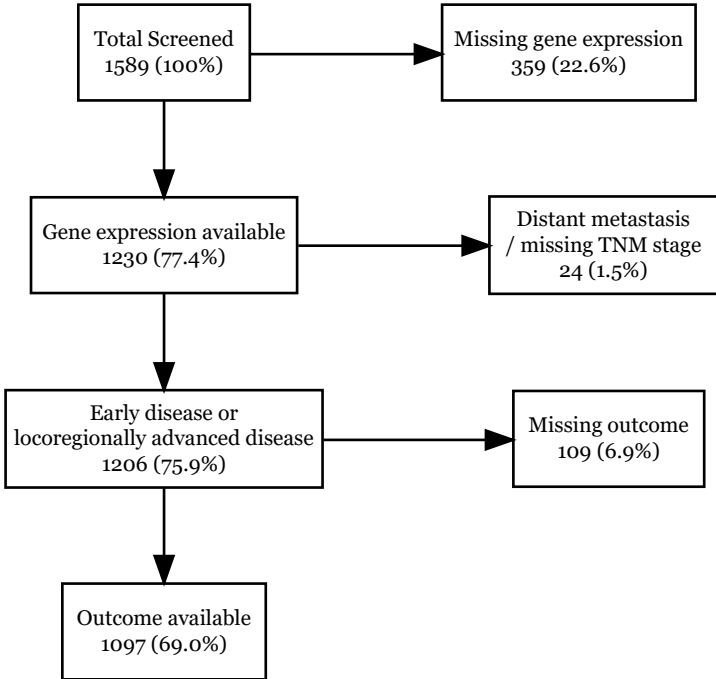 Total Screened
1589 (100%)
Missing gene expression
359 (22.6%)
Gene expression available
1230 (77.4%)
Distant metastasis
/ missing TNM stage
24 (1.5%)
Early disease or
locoregionally advanced disease
1206 (75.9%)
Missing outcome
109 (6.9%)
Outcome available
1097 (69.0%)